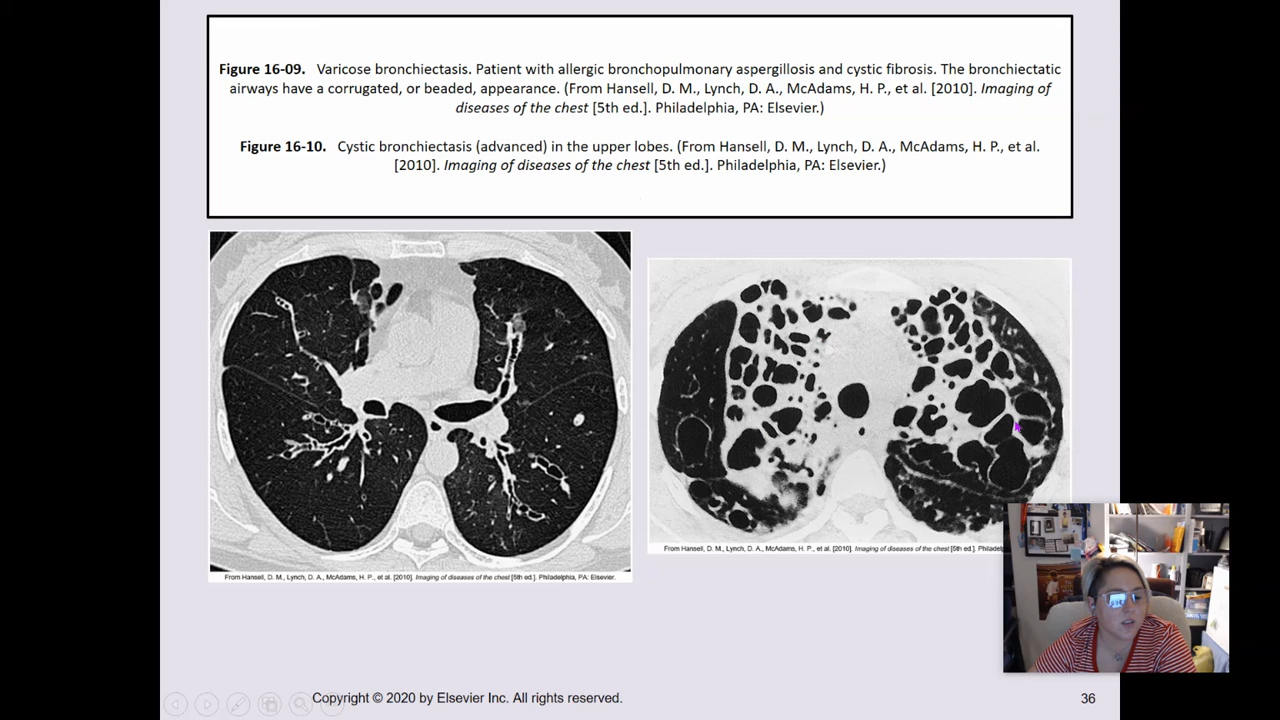 Figure 16-09. Varicose bronchiectasis. Patient with allergic bronchopulmonary aspergillosis and cystic fibrosis. The bronchiectatic
airways have a corrugated, or beaded, appearance. (From Hansell, D. M., Lynch, D. A., McAdams, H. P., et al. [2010]. Imaging of
diseases of the chest [5th ed.]. Philadelphia, PA: Elsevier.)
Figure 16-10. Cystic bronchiectasis (advanced) in the upper lobes. (From Hansell, D. M., Lynch, D. A., McAdams, H. P., et al.
[2010]. Imaging of diseases of the chest [5th ed.]. Philadelphia, PA: Elsevier.)
From Hansell, D. M., Lynch, D. A., McAdams, H. P., et al. [2010]. Imaging of diseases of the chest [5th ed.]. Philadelphia, PA: Elsevier.
From Hansell, D. M., Lynch, D. A., McAdams, H. P., et al. [2010]. Imaging of diseases of the chest [5th ed.].
Copyright © 2020 by Elsevier Inc. All rights reserved.
36